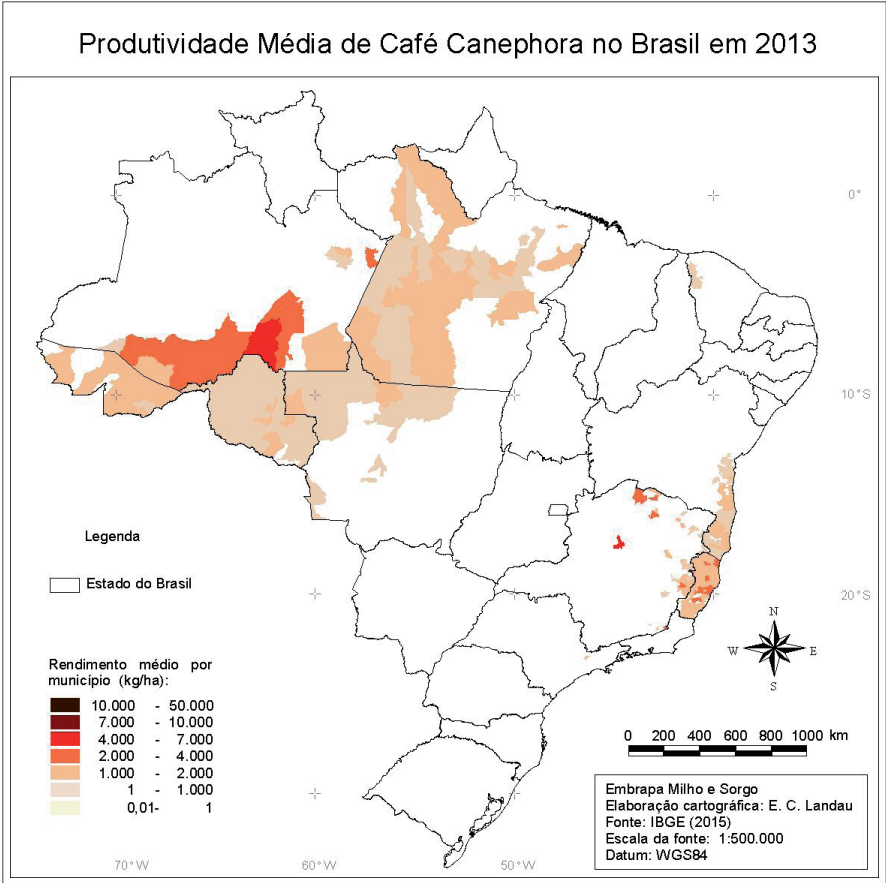 Produtividade Média de Café Canephora no Brasil em 2013
0°
10°S
Legenda
Estado do Brasil
20°S
N
W E
S
Rendimento médio por
município (kg/ha):
10.000 - 50.000
7.000 - 10.000
4.000 - 7.000
2.000 - 4.000
1.000 - 2.000
1 - 1.000
0,01- 1
0 200 400 600 800 1000 km
Embrapa Milho e Sorgo
Elaboração cartográfica: E. C. Landau
Fonte: IBGE (2015)
Escala da fonte: 1:500.000
Datum: WGS84
70°W 60°W 50°W